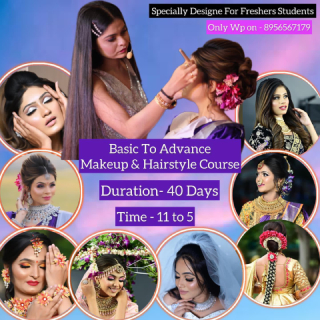 Specially Designe For Freshers Students
Only Wp on - 8956567179
Basic To Advance
Makeup & Hairstyle Course
Duration- 40 Days
Time - 11 to 5